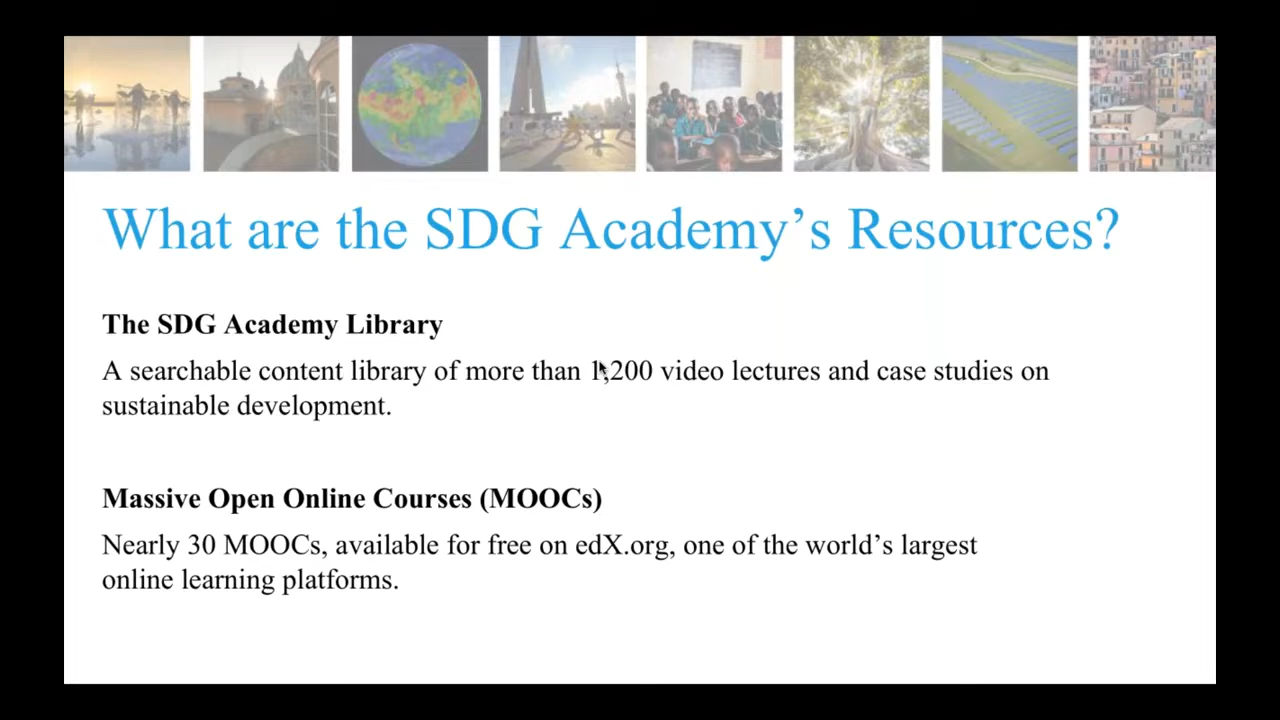 What are the SDG Academy’s Resources?
The SDG Academy Library
A searchable content library of more than 1,200 video lectures and case studies on
sustainable development.
Massive Open Online Courses (MOOCs)
Nearly 30 MOOCs, available for free on edX.org, one of the world’s largest
online learning platforms.